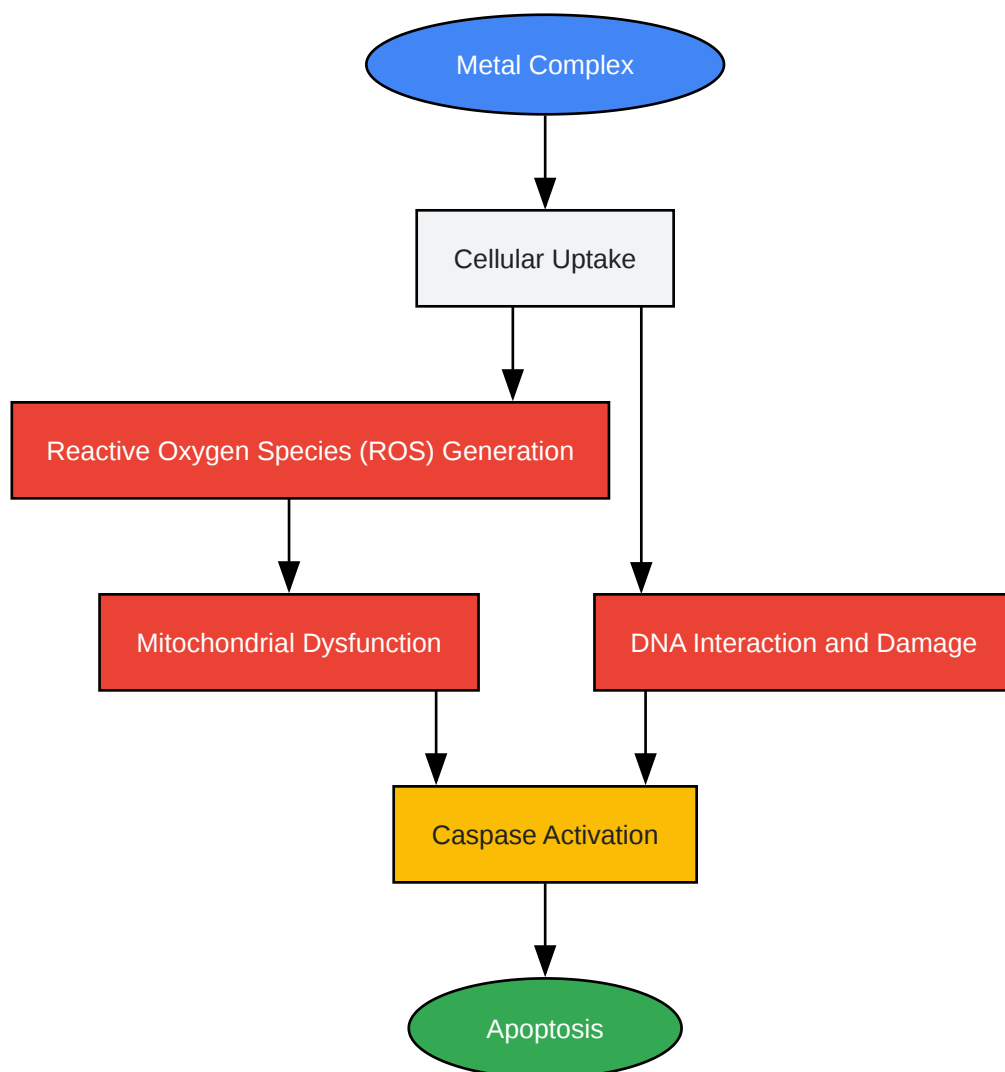 Metal Complex
Cellular Uptake
Reactive Oxygen Species (ROS) Generation
Mitochondrial Dysfunction
DNA Interaction and Damage
Caspase Activation
Apoptosis